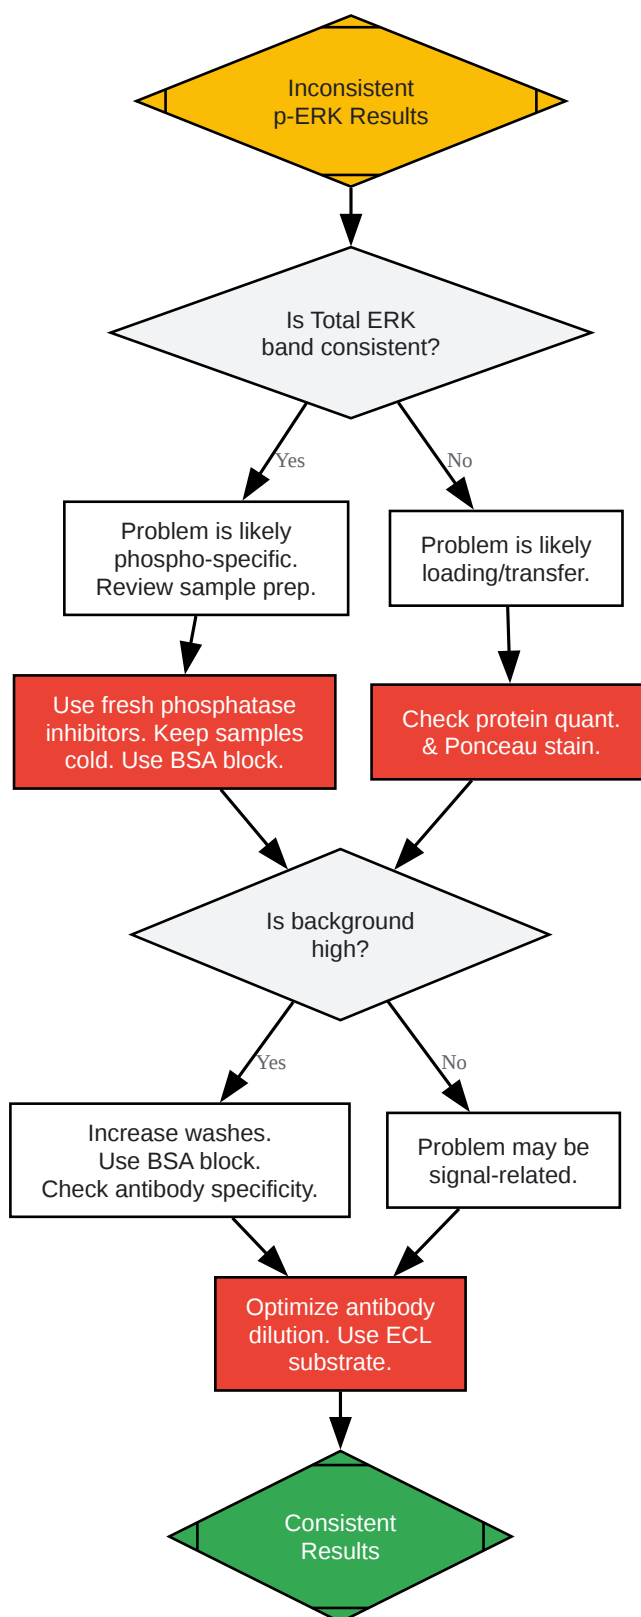 Inconsistent
p-ERK Results
Is Total ERK
band consistent?
Yes
No
Problem is likely
phospho-specific.
Review sample prep.
Problem is likely
loading/transfer.
Use fresh phosphatase
inhibitors. Keep samples
cold. Use BSA block.
Check protein quant.
& Ponceau stain.
Is background
high?
Yes
No
Increase washes.
Use BSA block.
Check antibody specificity.
Problem may be
signal-related.
Optimize antibody
dilution. Use ECL
substrate.
Consistent
Results